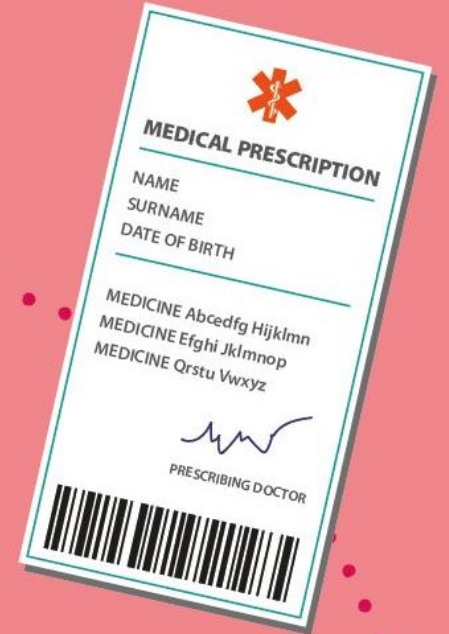 MEDICAL PRESCRIPTION
NAME
SURNAME
DATE OF BIRTH
MEDICINE Abcedfg Hijklmn
MEDICINE Efghi Jklmnop
MEDICINE Qrstu Vwxyz
PRESCRIBING DOCTOR